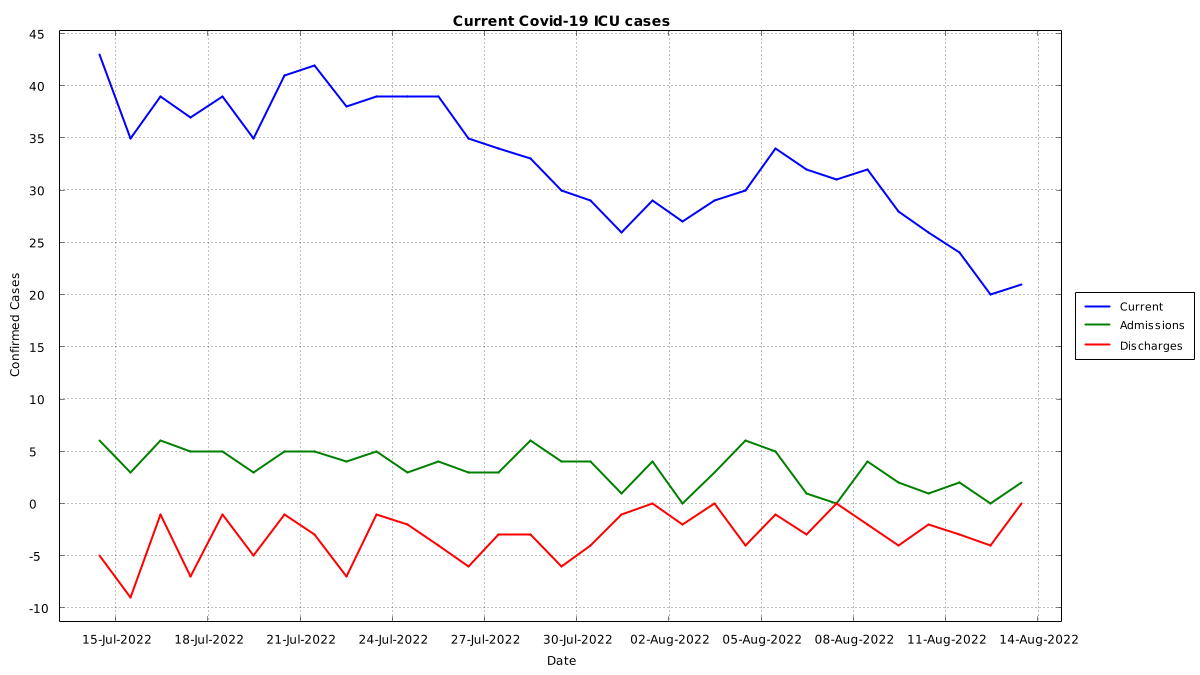 Current Covid-19 ICU cases
45
40
35
30
25
20
15
10
5
0
-5
-10
Confirmed Cases
15-Jul-2022 18-Jul-2022 21-Jul-2022 24-Jul-2022 27-Jul-2022 30-Jul-2022 02-Aug-2022 05-Aug-2022 08-Aug-2022 11-Aug-2022 14-Aug-2022
Date
Current
Admissions
Discharges